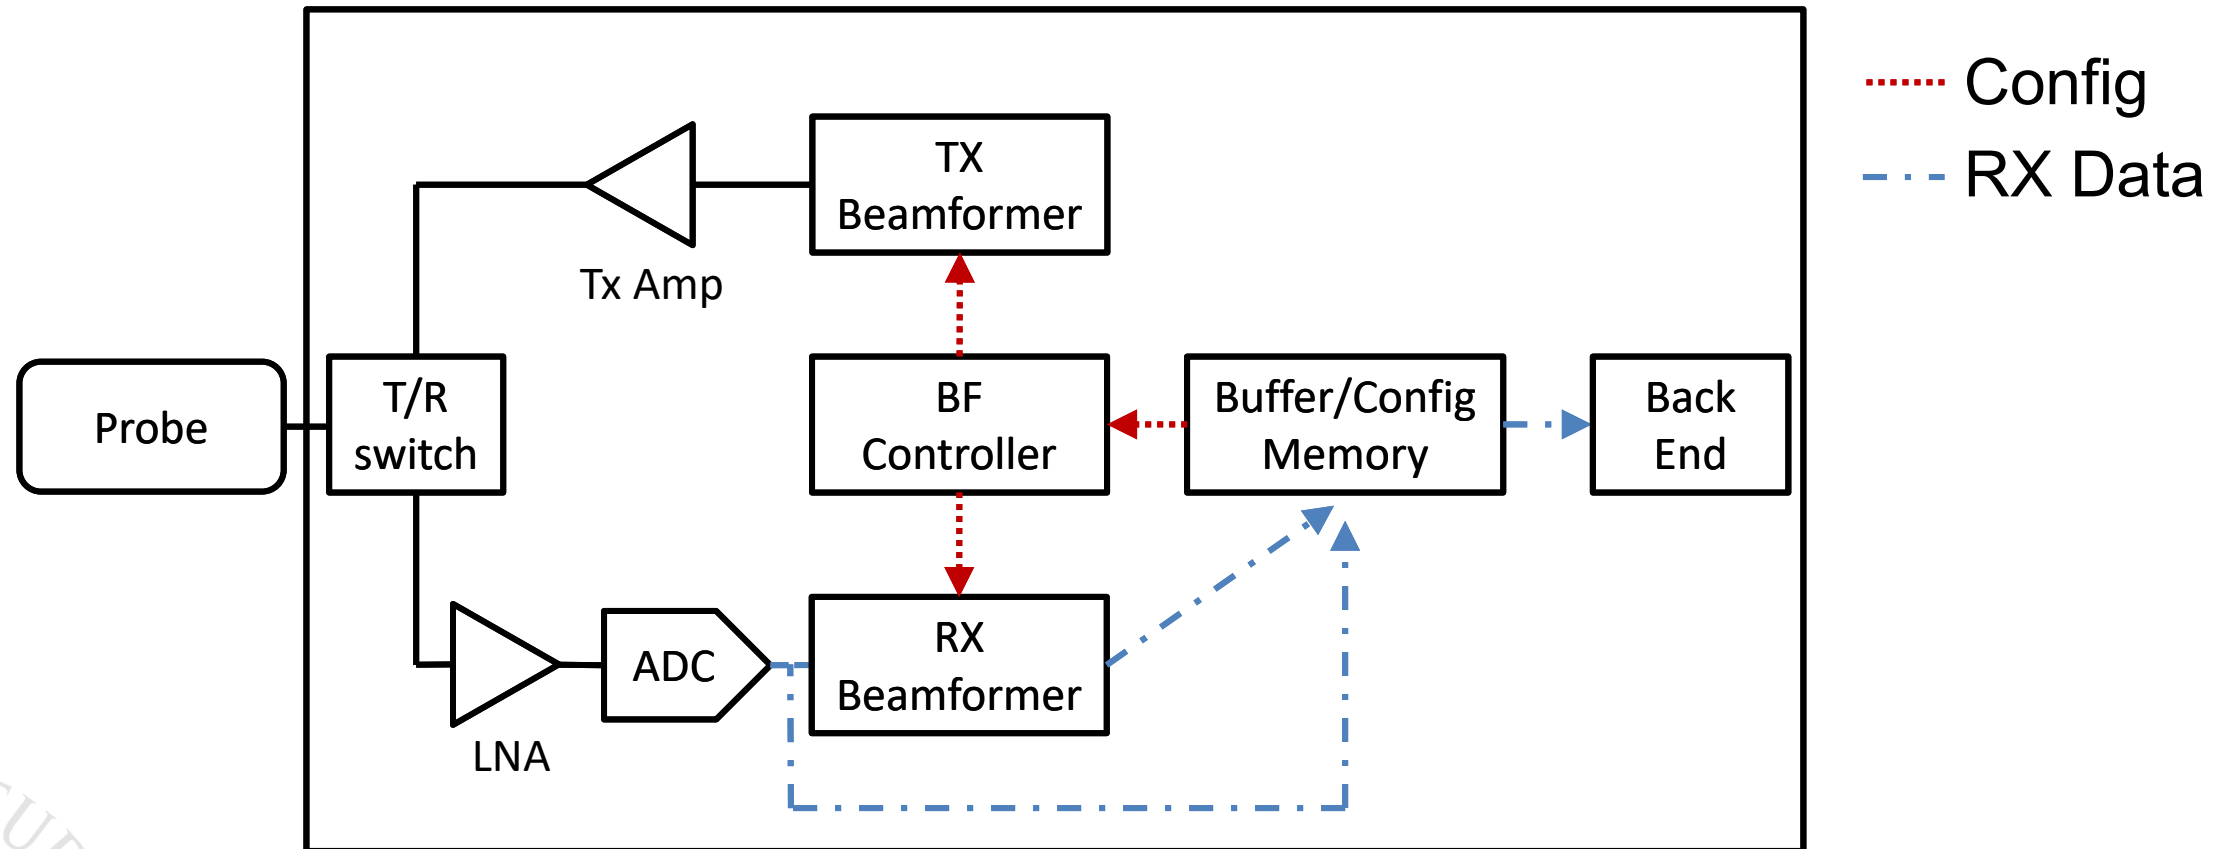 Config
RX Data
TX
Beamformer
Tx Amp
Probe
T/R
switch
BF
Controller
Buffer/Config
Memory
Back
End
LNA
ADC
RX
Beamformer